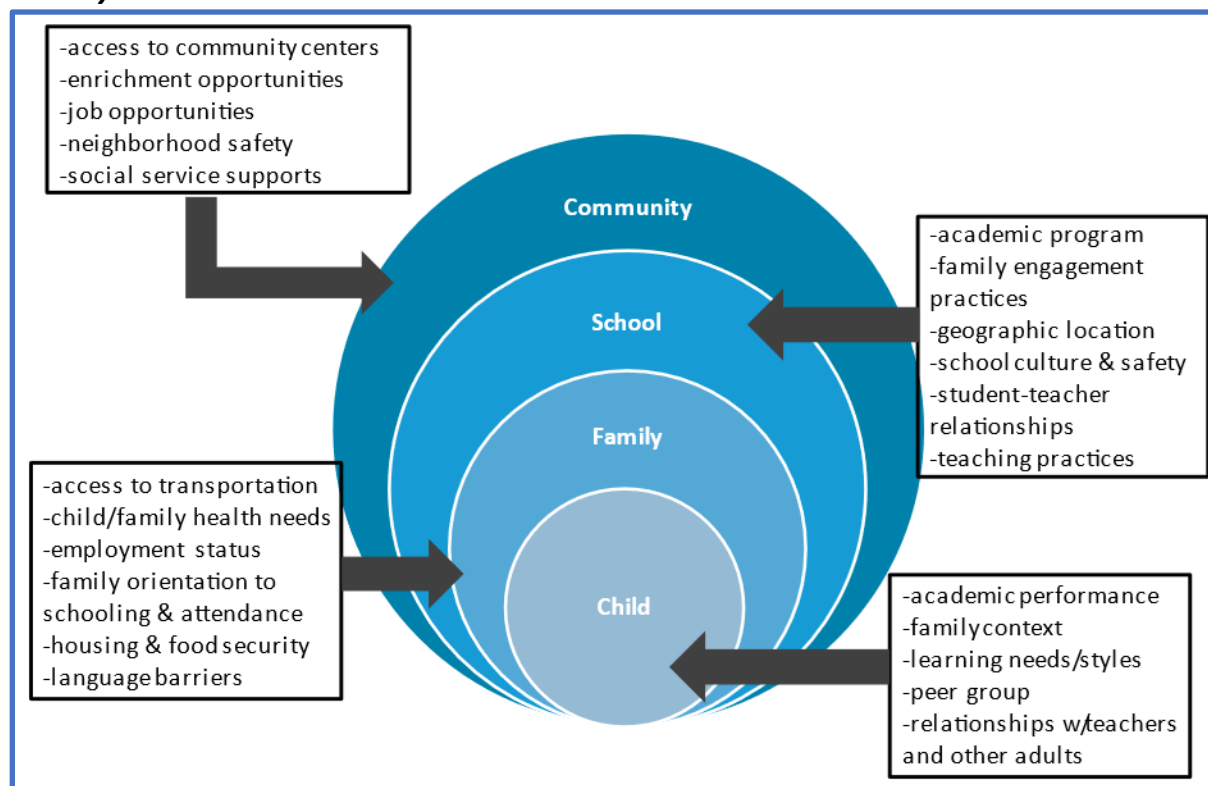 -access to community centers
-enrichment opportunities
-job opportunities
-neighborhood safety
-social service supports
Community
School
Family
Child
-academic program
-family engagement
practices
-geographic location
-school culture & safety
-student-teacher
relationships
-teaching practices
-access to transportation
-child/family health needs
-employment status
-family orientation to
schooling & attendance
-housing & food security
-language barriers
-academic performance
-family context
-learning needs/styles
-peer group
-relationships w/teachers
and other adults